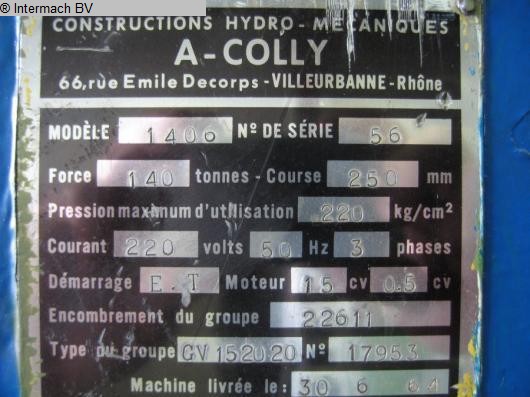 © Intermach BV
CONSTRUCTIONS HYDRO-MÉCANIQUES
A-COLLY
66, rue Emile Decorps - VILLEURBANNE - Rhône
MODÈLE 1406 Nº DE SÉRIE 56
Force 140 tonnes - Course 250 mm
Pression maximum d'utilisation 220 kg/cm²
Courant 220 volts 50 Hz 3 phases
Démarrage E.T Moteur 15 cv 0.5 cv
Encombrement du groupe 22611
Type du groupe GV 152020 Nº 17953
Machine livrée le : 30 6 64